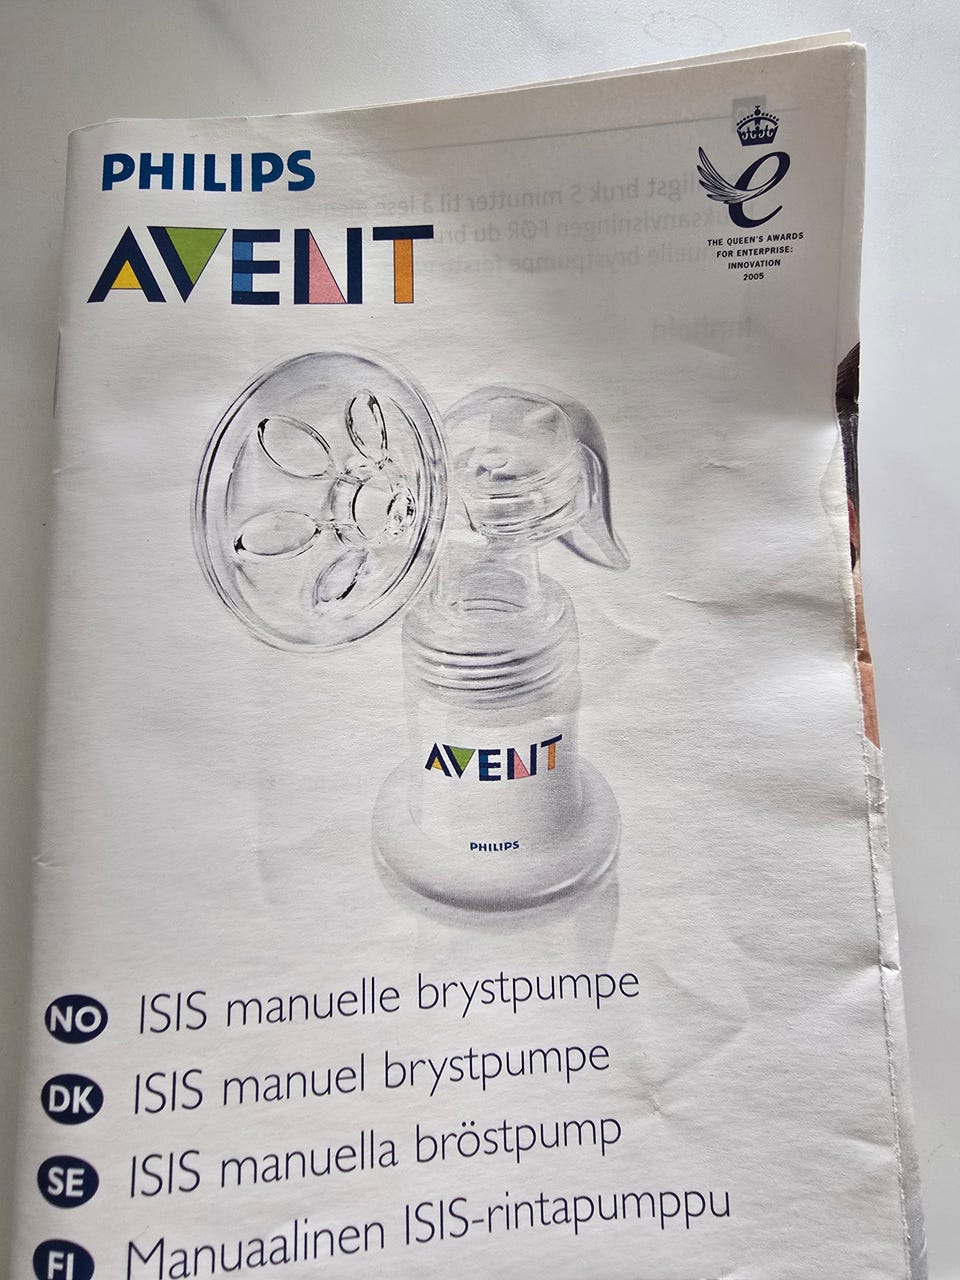 PHILIPS
AVENT
THE QUEEN'S AWARDS
FOR ENTERPRISE:
INNOVATION
2005
AVENT
PHILIPS
NO ISIS manuelle brystpumpe
DK ISIS manuel brystpumpe
SE ISIS manuella bröstpump
FI Manuaalinen ISIS-rintapumppu